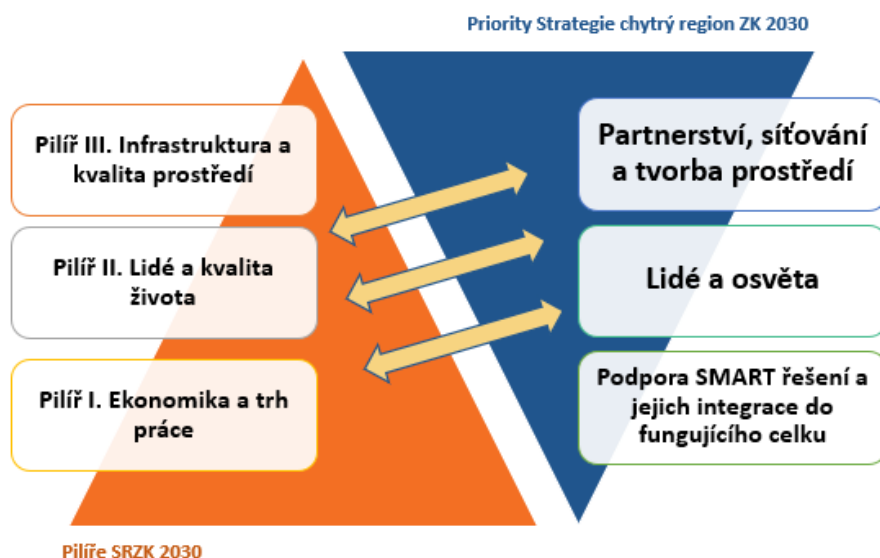 Priority Strategie chytrý region ZK 2030
Pilíř III. Infrastruktura a
kvalita prostředí
Partnerství, síťování
a tvorba prostředí
Pilíř II. Lidé a kvalita
života
Lidé a osvěta
Pilíř I. Ekonomika a trh
práce
Podpora SMART řešení a
jejich integrace do
fungujícího celku
Pilíře SRZK 2030